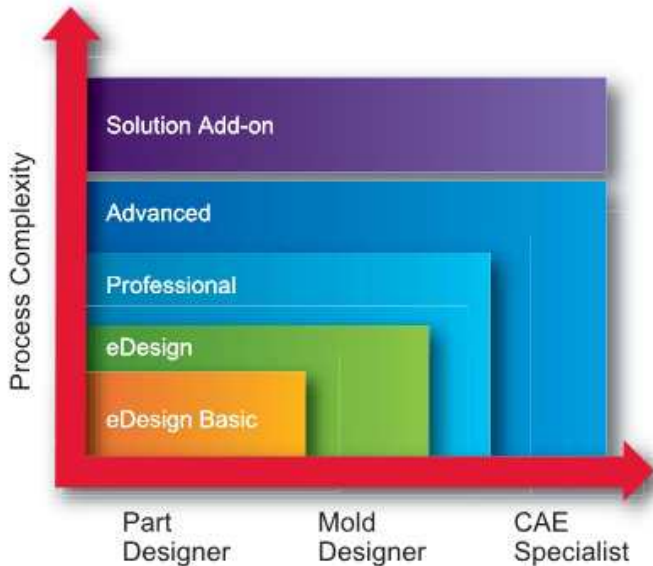 Process Complexity
Solution Add-on
Advanced
Professional
eDesign
eDesign Basic
Part
Designer
Mold
Designer
CAE
Specialist